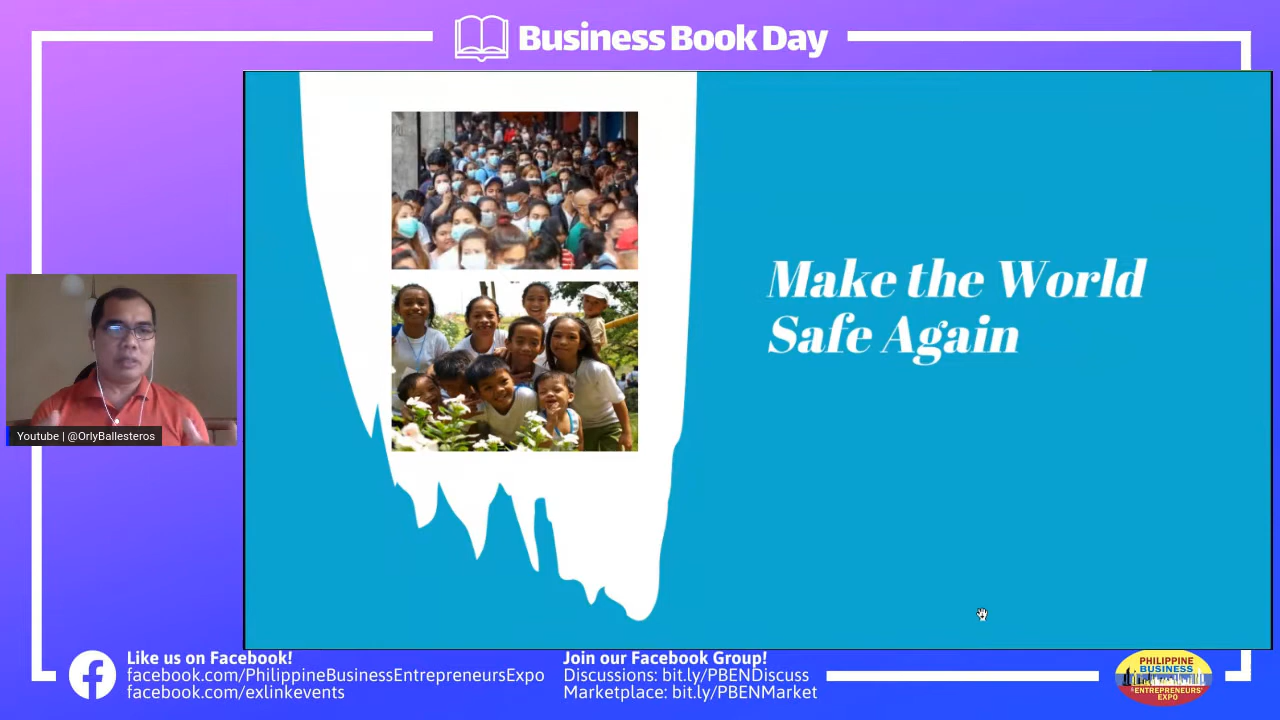 Business Book Day
Make the World
Safe Again
Youtube | @OrlyBallesteros
Like us on Facebook!
facebook.com/PhilippineBusinessEntrepreneursExpo
facebook.com/exlinkevents
Join our Facebook Group!
Discussions: bit.ly/PBENDiscuss
Marketplace: bit.ly/PBENMarket
PHILIPPINE
BUSINESS
& ENTREPRENEURS'
EXPO